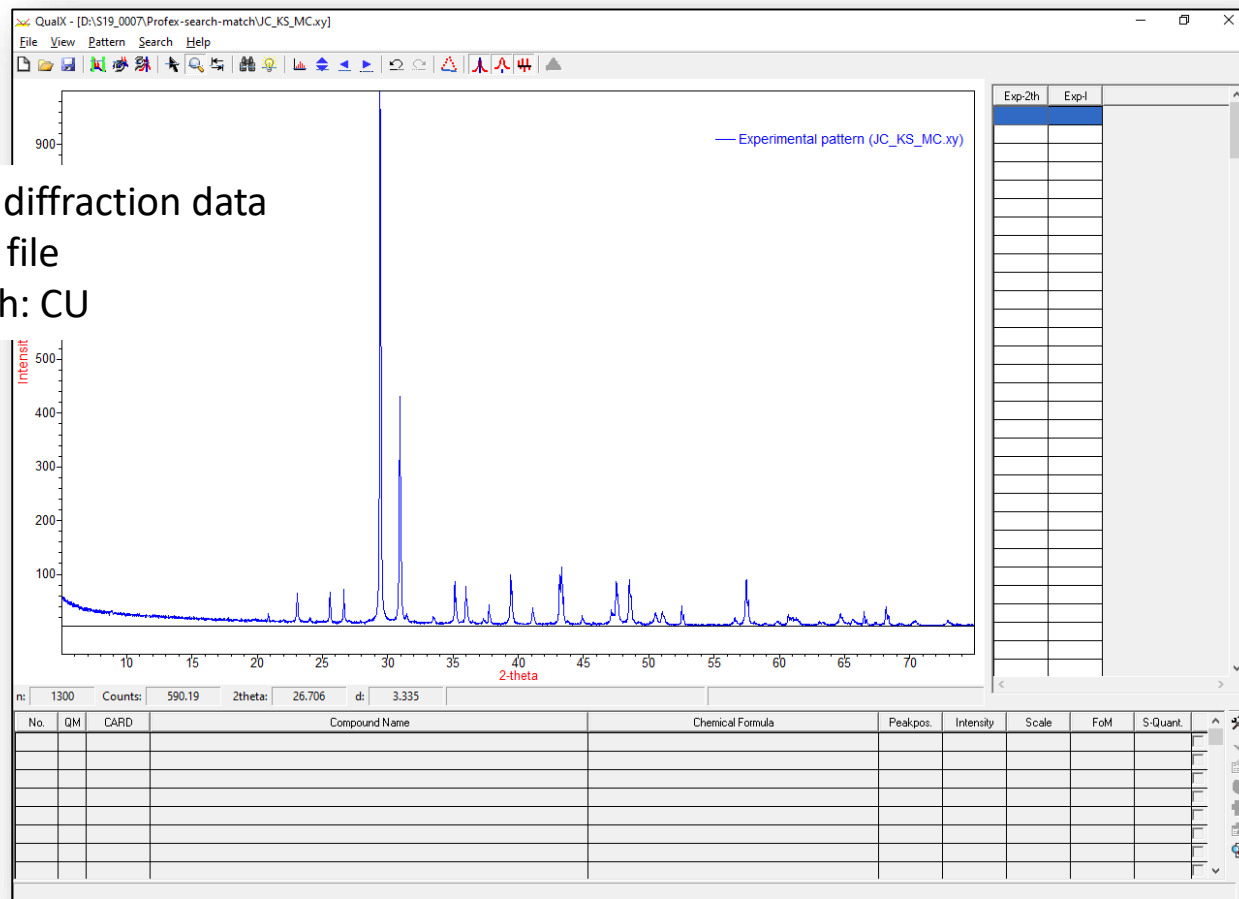 QualX - [D:\S19_0007\Profex-search-match\JC_KS_MC.xy]
File View Pattern Search Help
Exp-2th Exp-I
Experimental pattern (JC_KS_MC.xy)
900
diffraction data
file
h: CU
Intensit
500
400
300
200
100
10 15 20 25 30 35 40 45 50 55 60 65 70
2-theta
n: 1300 Counts: 590.19 2theta: 26.706 d: 3.335
No. QM CARD Compound Name Chemical Formula Peakpos. Intensity Scale FoM S-Quant.